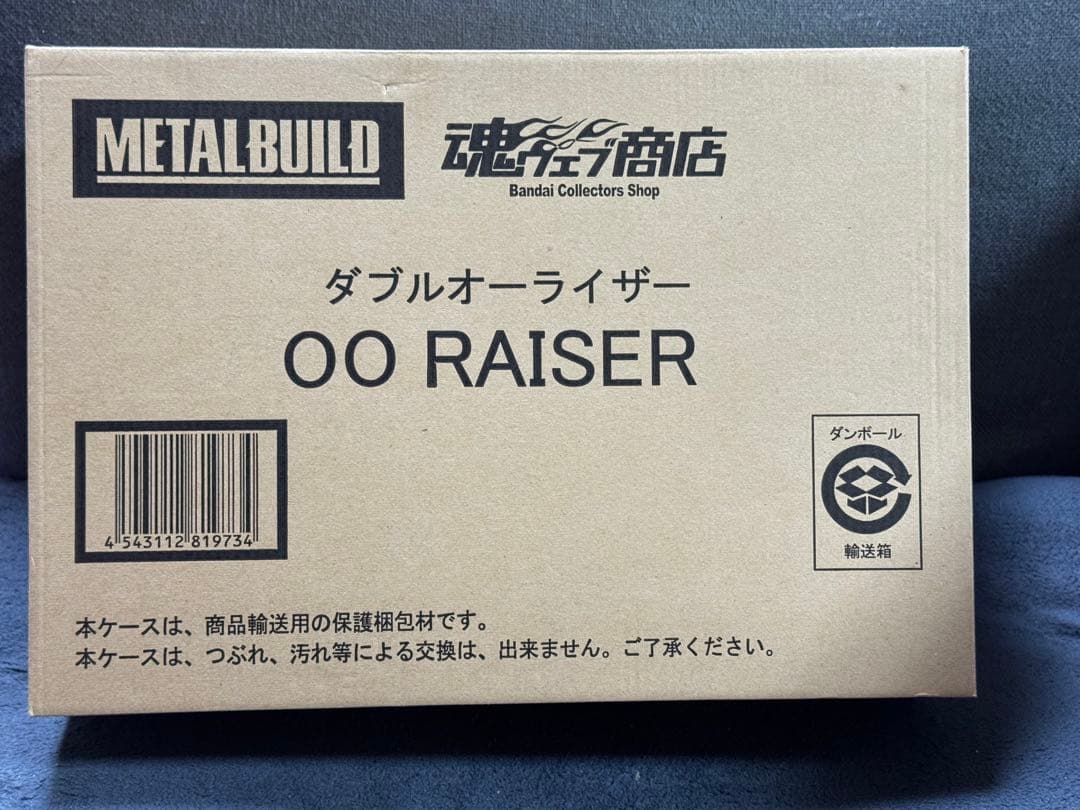 METAL BUILD
魂ウェブ商店
Bandai Collectors Shop
ダブルオーライザー
OO RAISER
4 543112 819734
ダンボール
輸送箱
本ケースは、商品輸送用の保護梱包材です。
本ケースは、つぶれ、汚れ等による交換は、出来ません。ご了承ください。